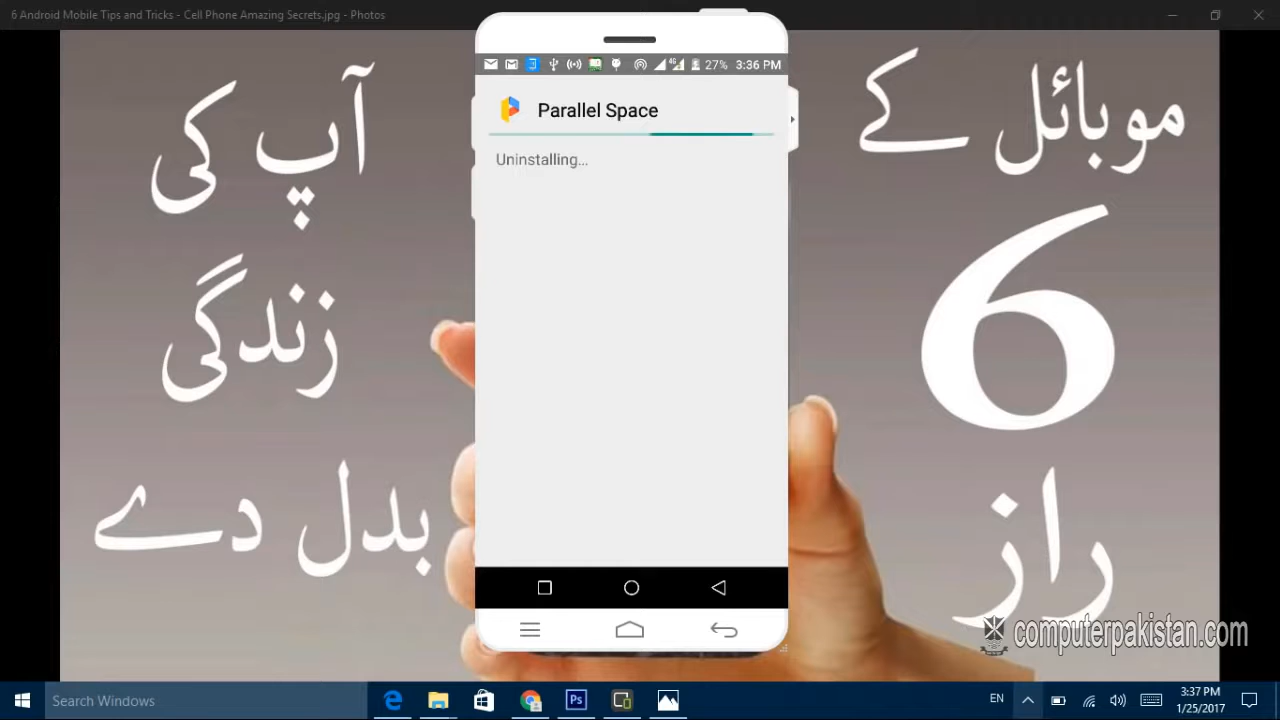 6 Android Mobile Tips and Tricks - Cell Phone Amazing Secrets.jpg - Photos
4G 27% 3:36 PM
Parallel Space
Uninstalling...
موبائل کے
6
راز
آپ کی
زندگی
بدل دے
computerpakistan.com
Search Windows
Ps
EN
3:37 PM
1/25/2017